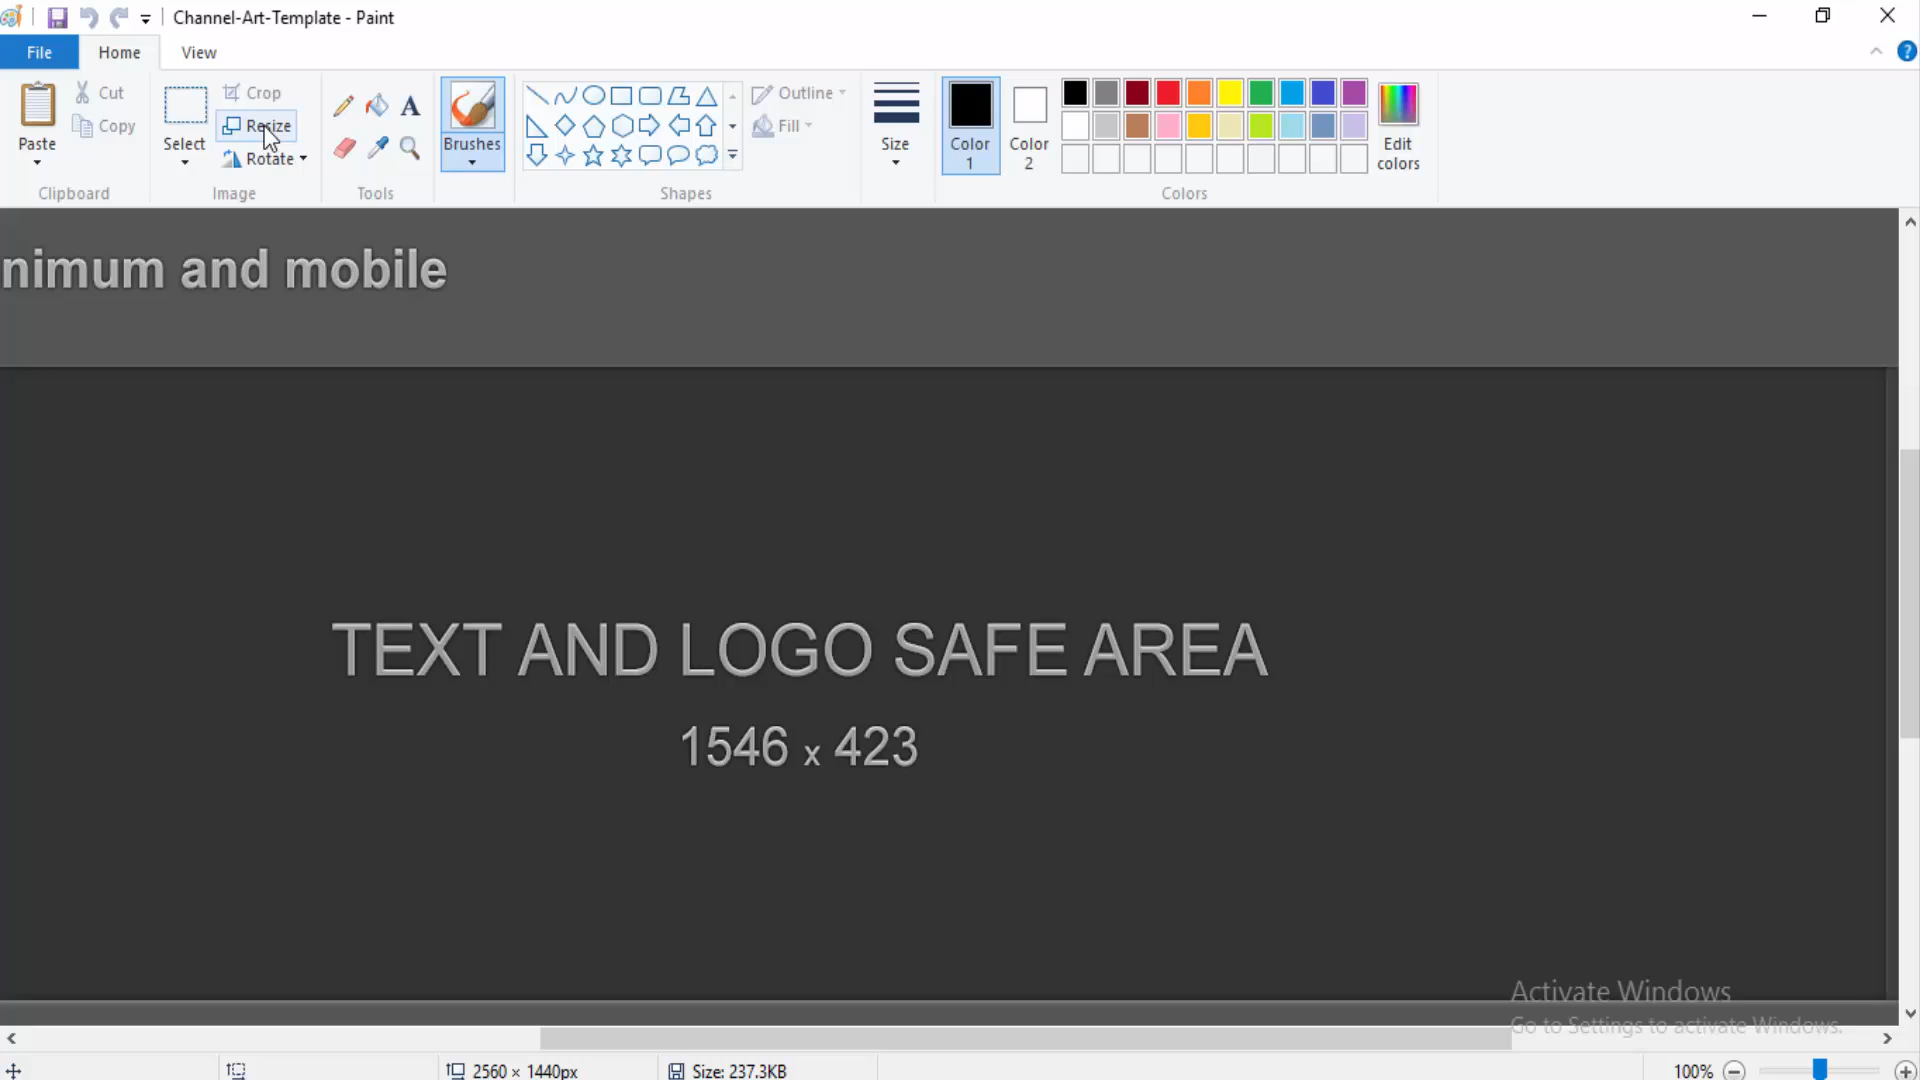 Channel-Art-Template - Paint
File
Home
View
Paste
Cut
Copy
Clipboard
Select
Crop
Resize
Rotate
Image
A
Tools
Brushes
Outline
Fill
Shapes
Size
Color
1
Color
2
Edit
colors
Colors
?
nimum and mobile
TEXT AND LOGO SAFE AREA
1546 x 423
Activate Windows
Go to Settings to activate Windows.
2560 × 1440px
Size: 237.3KB
100%